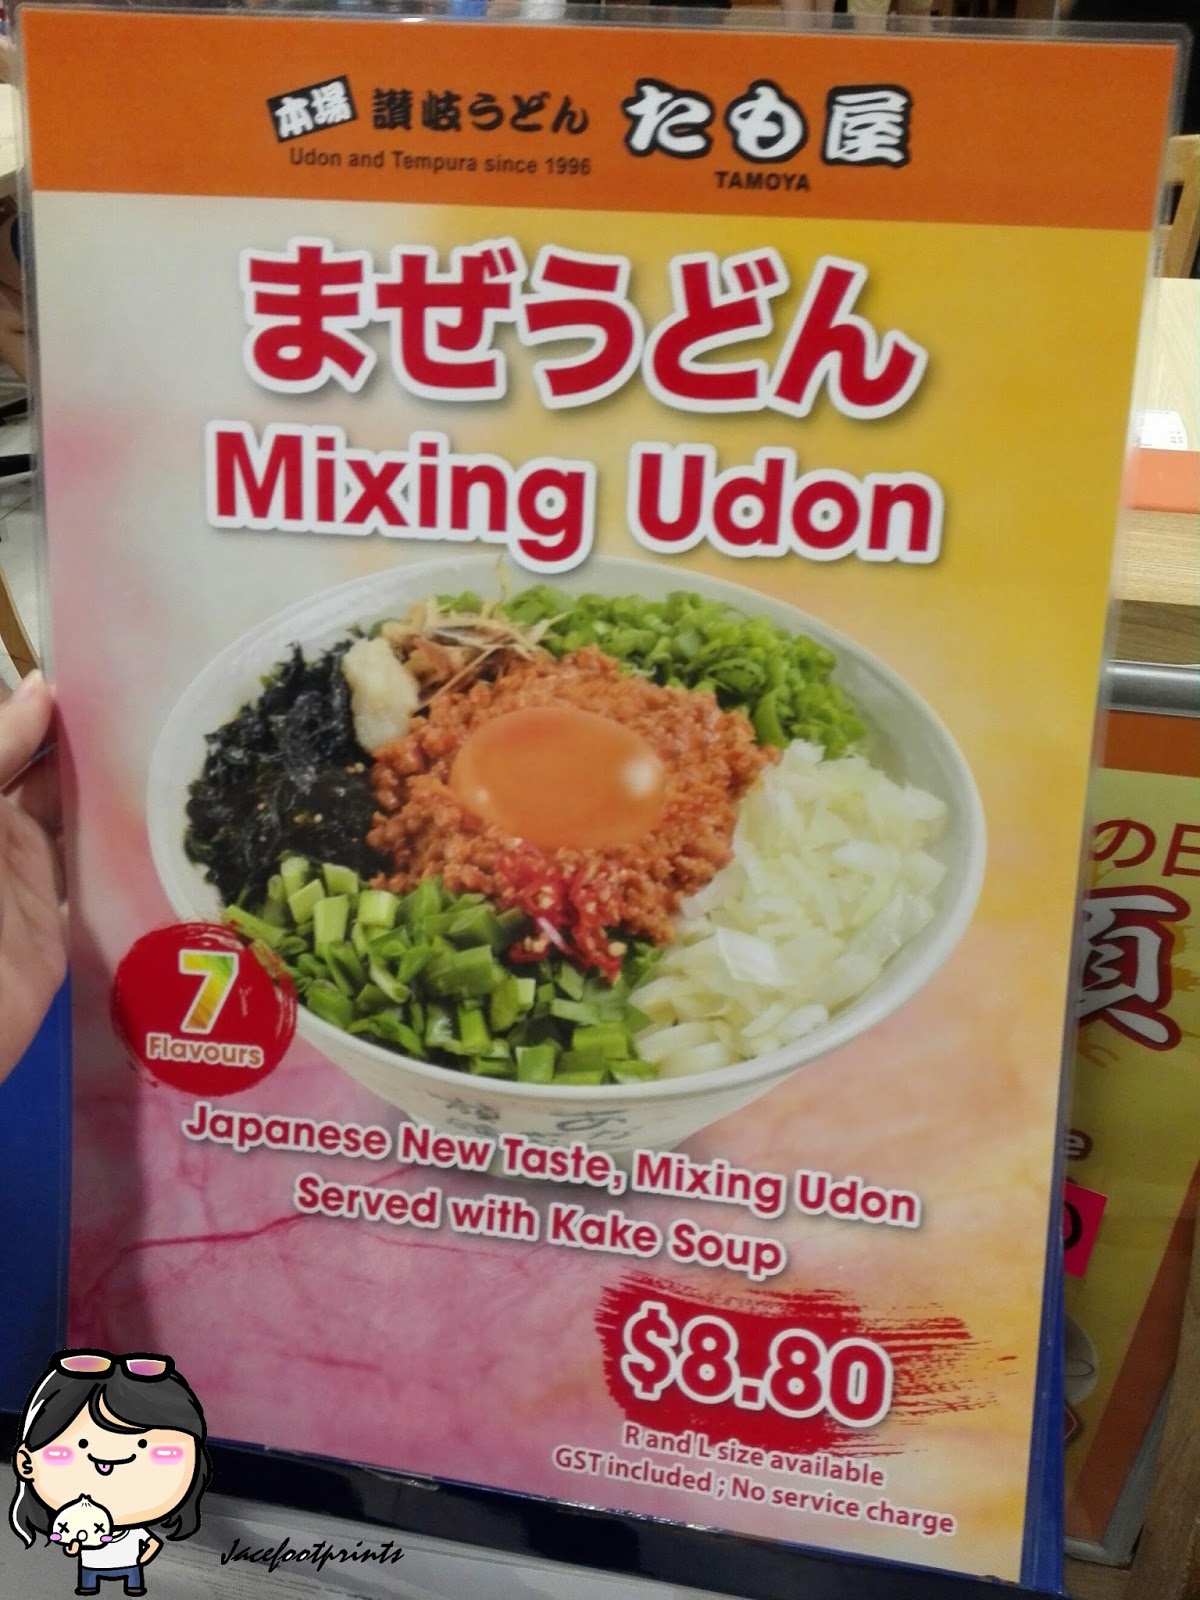 本場 讃岐うどん たも屋
Udon and Tempura since 1996
TAMOYA
まぜうどん
Mixing Udon
7
Flavours
Japanese New Taste, Mixing Udon
Served with Kake Soup
$8.80
R and L size available
GST included ; No service charge
の日
Jacefootprints